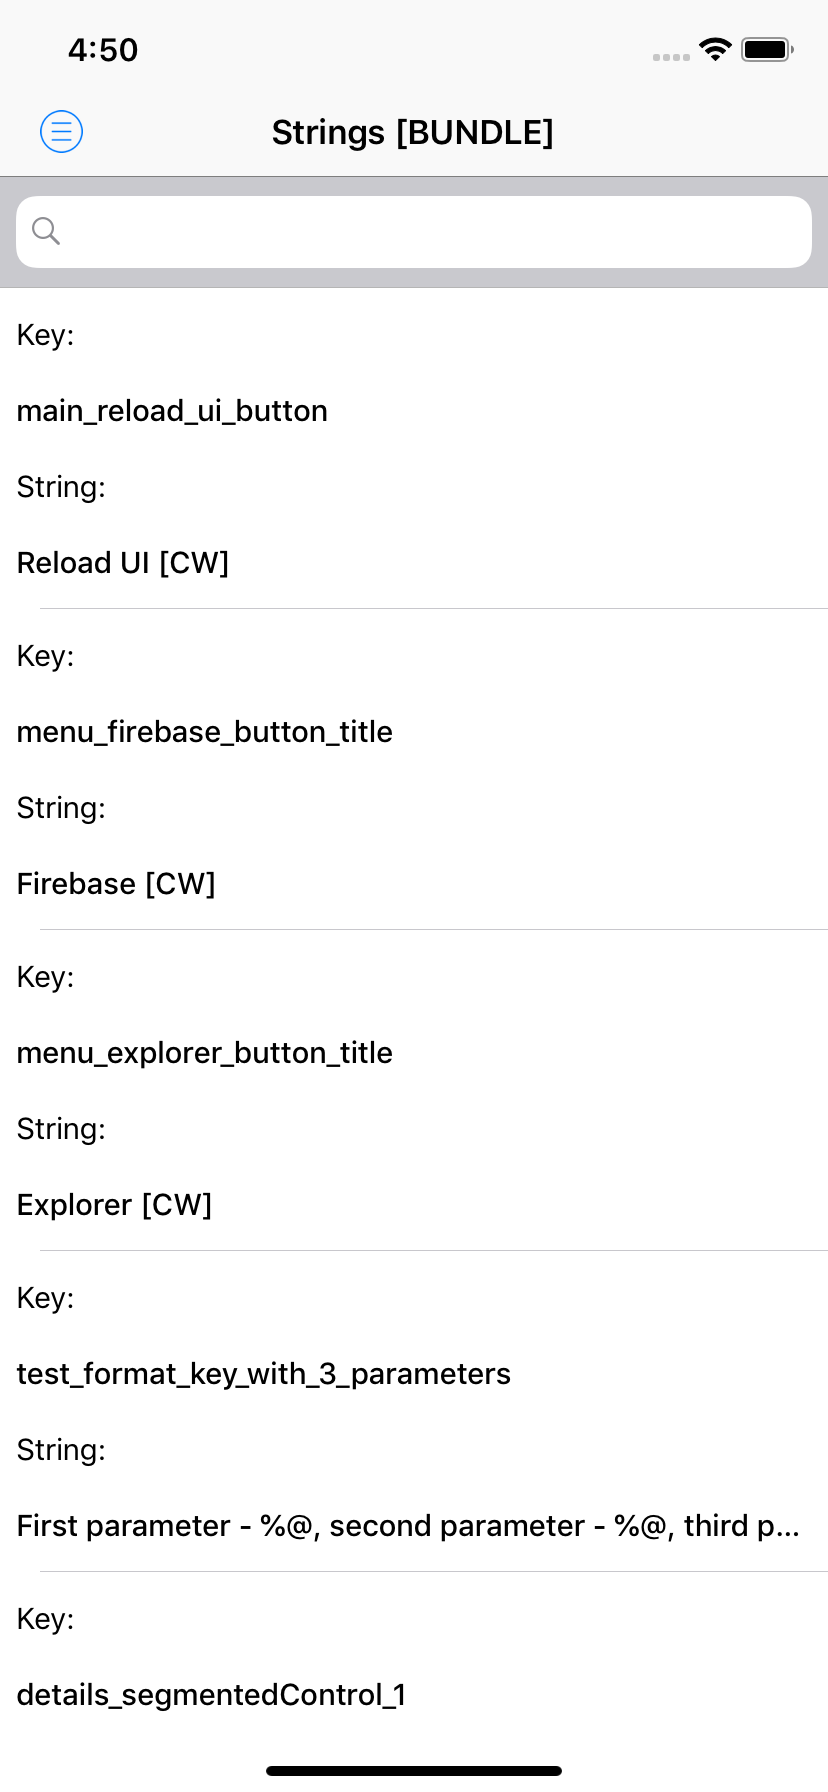 4:50
Strings [BUNDLE]
Key:
main_reload_ui_button
String:
Reload UI [CW]
Key:
menu_firebase_button_title
String:
Firebase [CW]
Key:
menu_explorer_button_title
String:
Explorer [CW]
Key:
test_format_key_with_3_parameters
String:
First parameter - %@, second parameter - %@, third p...
Key:
details_segmentedControl_1